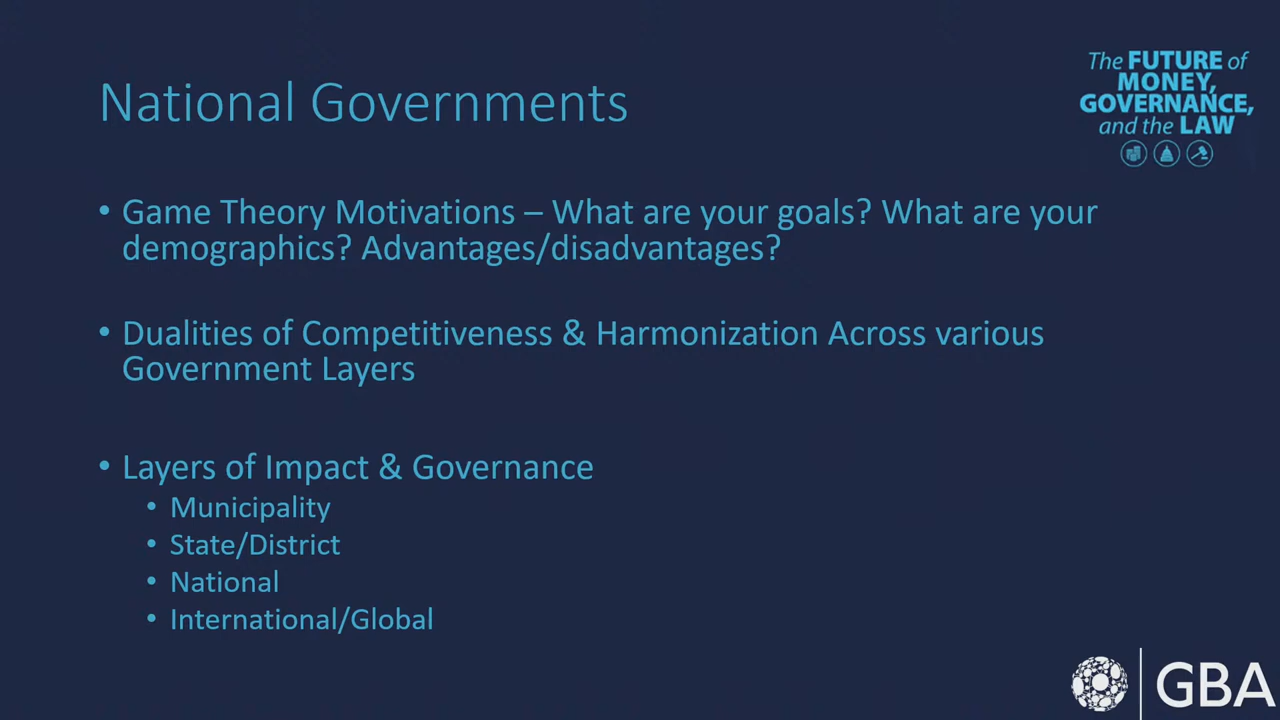 The FUTURE of
MONEY,
GOVERNANCE,
and the LAW
National Governments
• Game Theory Motivations – What are your goals? What are your
demographics? Advantages/disadvantages?
• Dualities of Competitiveness & Harmonization Across various
Government Layers
• Layers of Impact & Governance
• Municipality
• State/District
• National
• International/Global
GBA